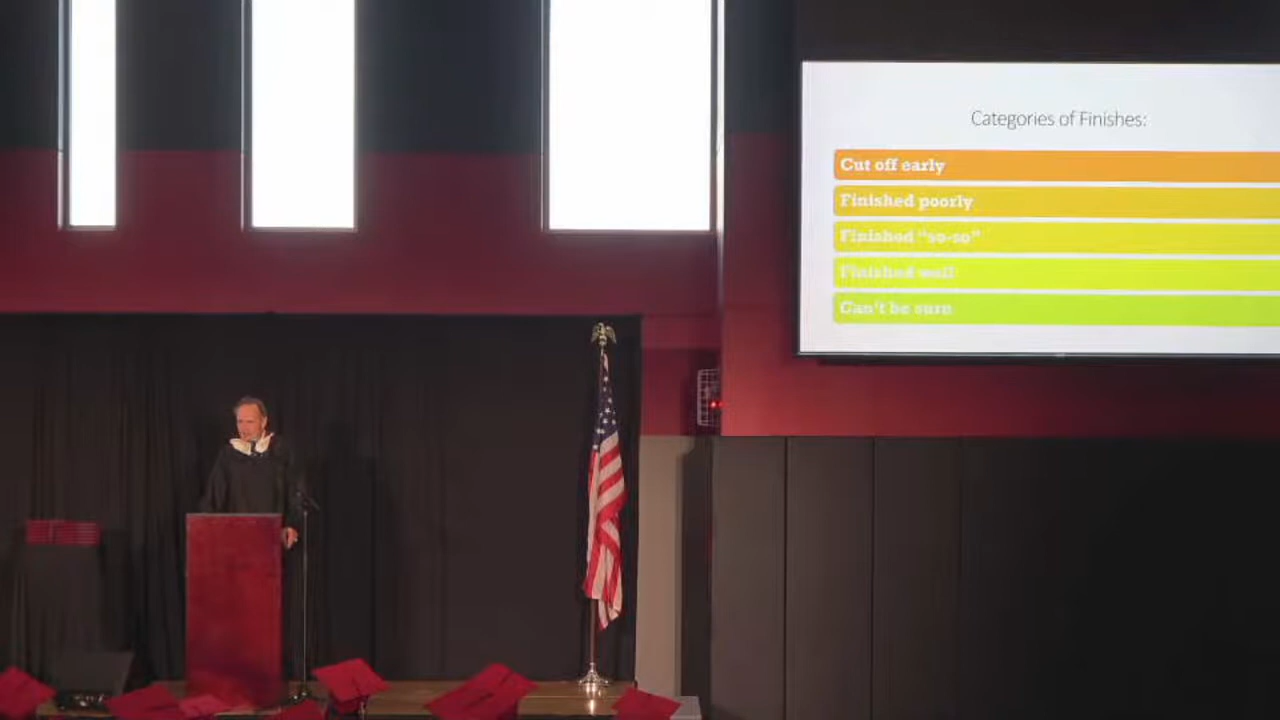 Categories of Finishes:
Cut off early
Finished poorly
Finished “so-so”
Finished well
Can't be sure